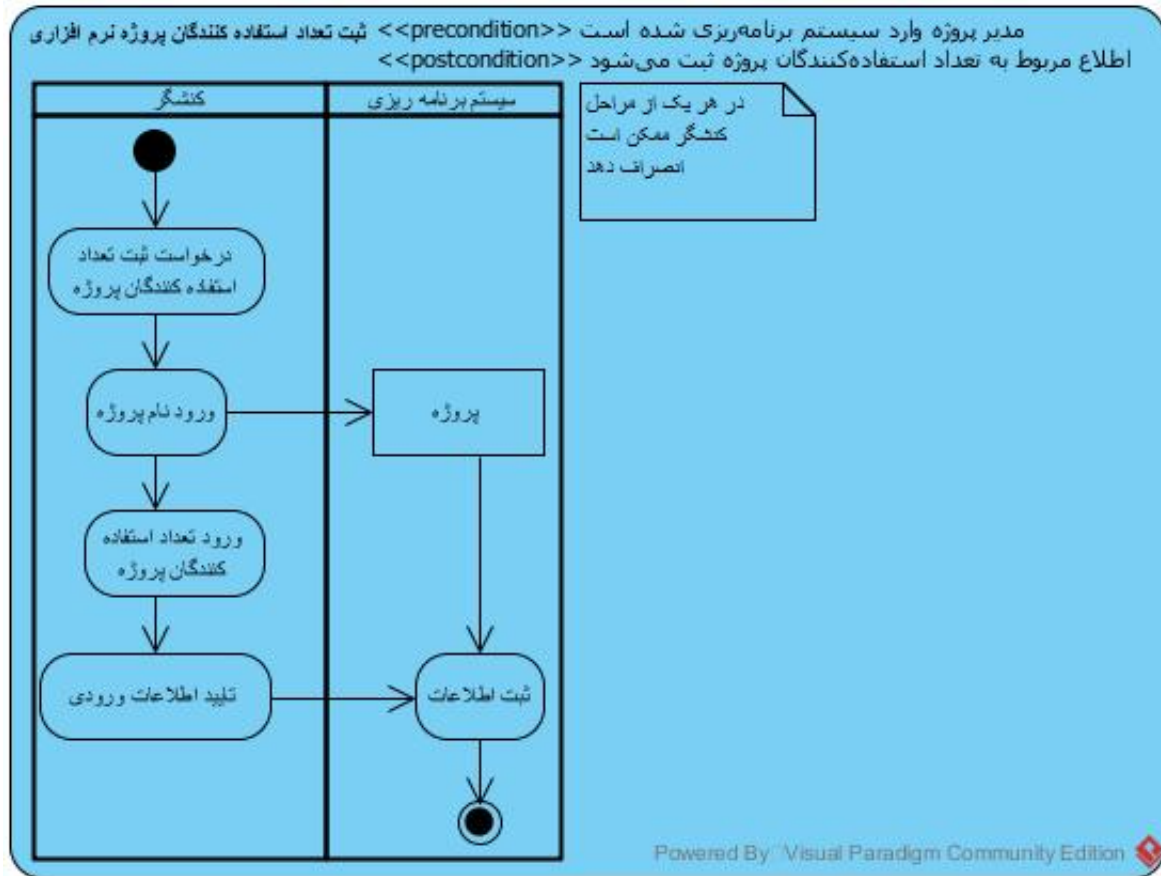 ثبت تعداد استفاده کنندگان پروژه نرم افزاری <<precondition>> مدیر پروژه وارد سیستم برنامه‌ریزی شده است
<<postcondition>> اطلاع مربوط به تعداد استفاده‌کنندگان پروژه ثبت می‌شود
کنشگر
سیستم برنامه ریزی
در هر یک از مراحل
کنشگر ممکن است
انصراف دهد
درخواست ثبت تعداد
استفاده کنندگان پروژه
ورود نام پروژه
پروژه
ورود تعداد استفاده
کنندگان پروژه
تایید اطلاعات ورودی
ثبت اطلاعات
Powered By Visual Paradigm Community Edition